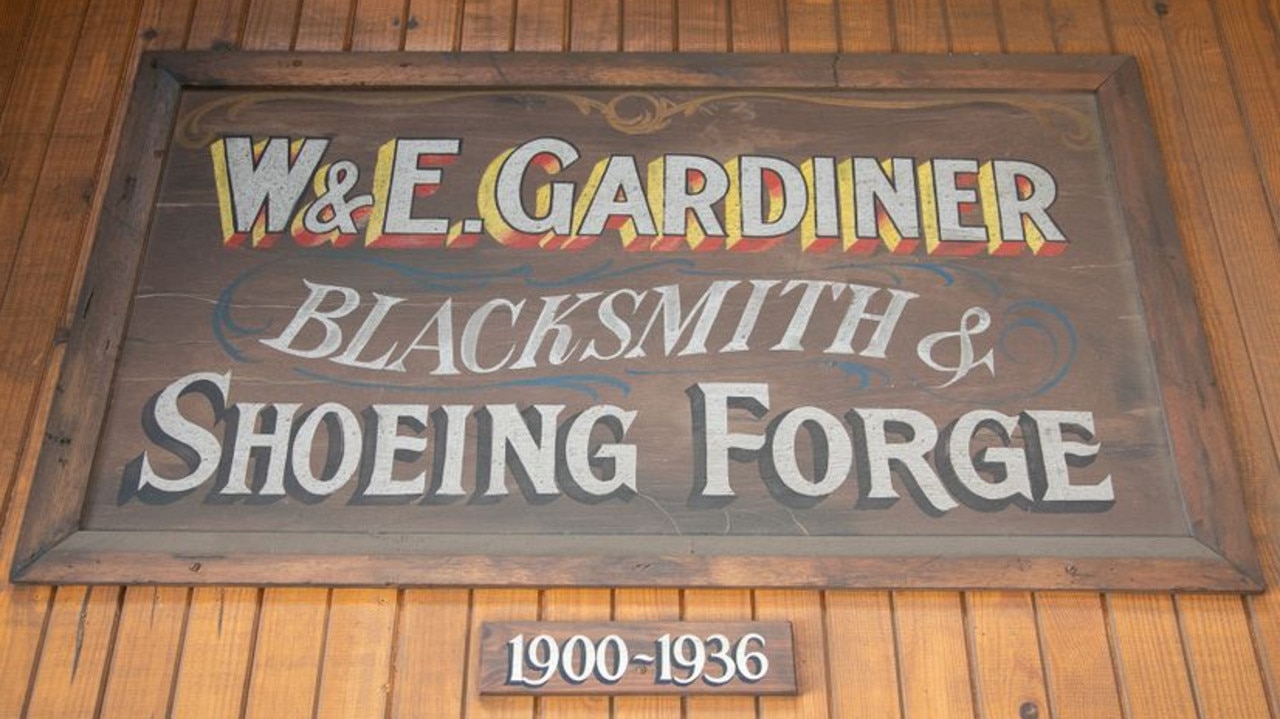 W & E. GARDINER
BLACKSMITH &
SHOEING FORGE
1900~1936